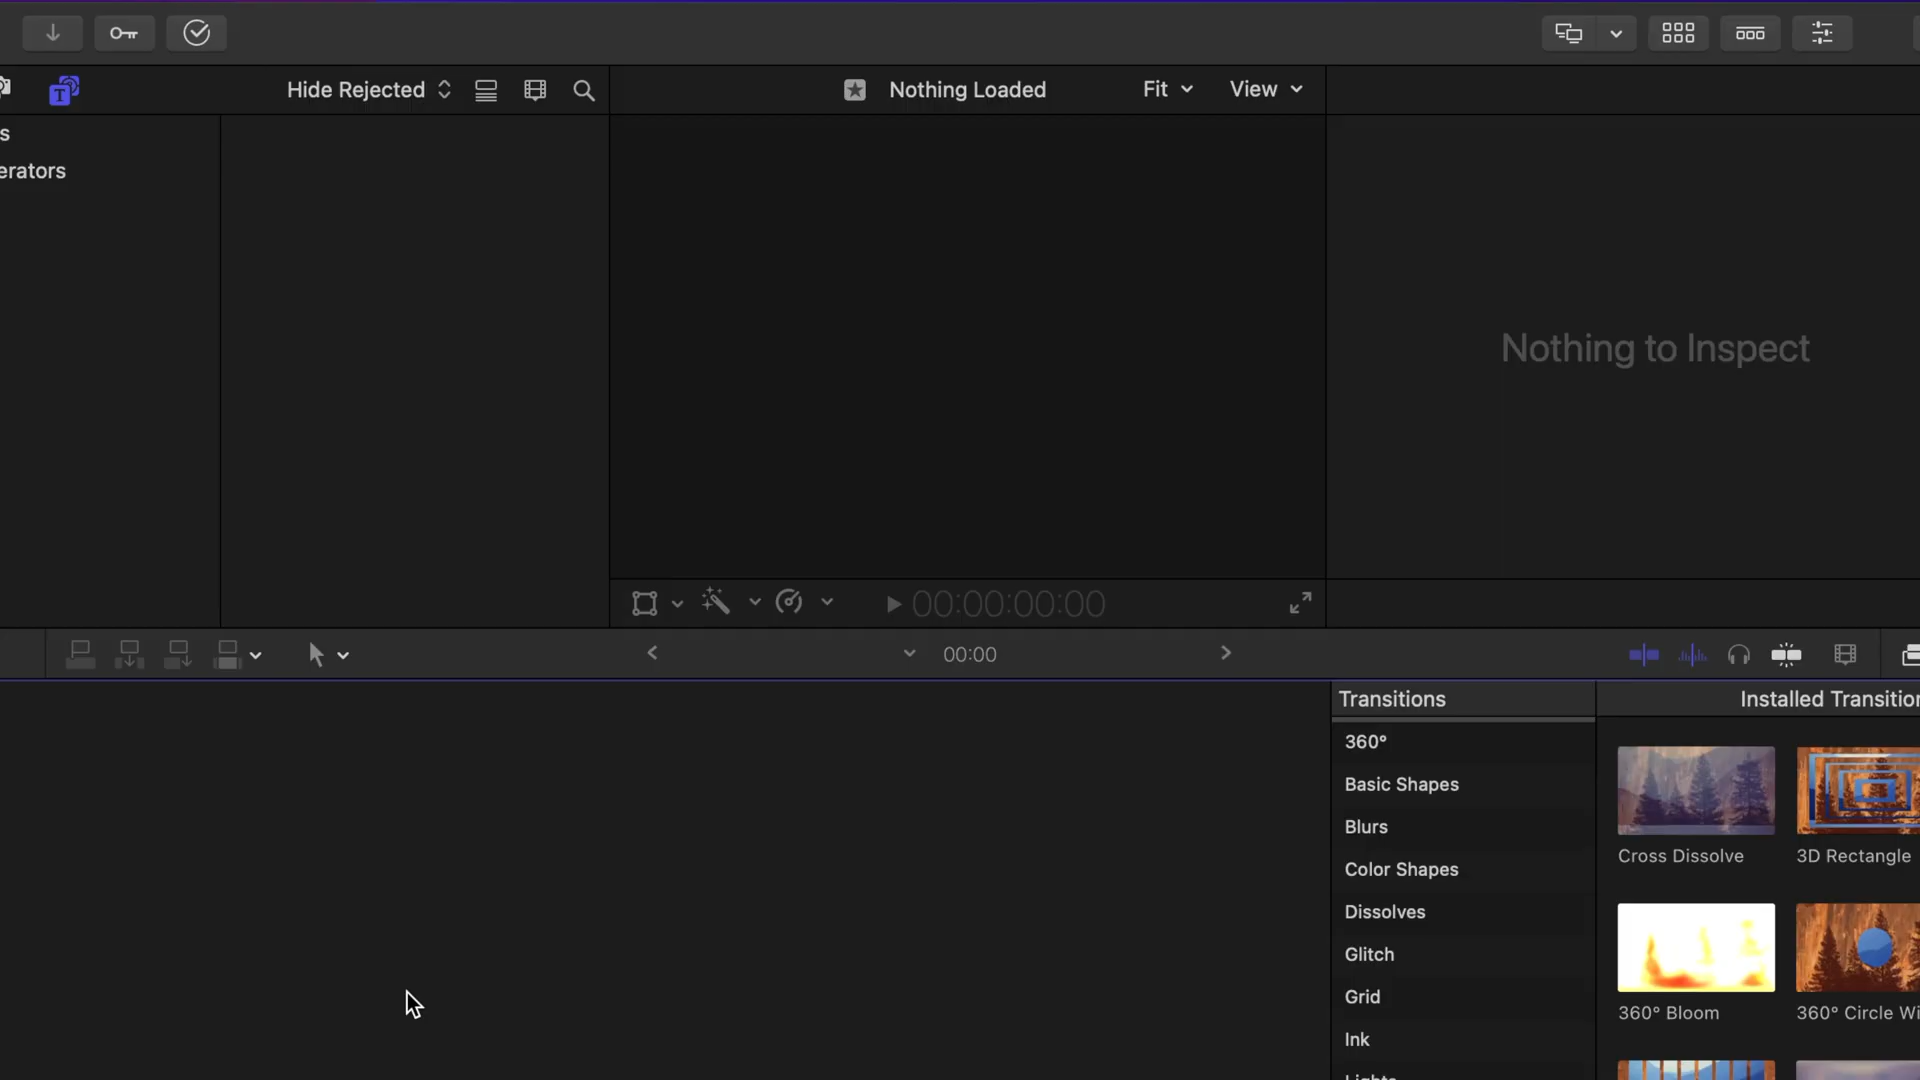 Hide Rejected
Nothing Loaded
Fit
View
s
erators
Nothing to Inspect
00:00:00:00
00:00
Transitions
Installed Transition
360°
Basic Shapes
Blurs
Color Shapes
Dissolves
Glitch
Grid
Ink
Cross Dissolve
3D Rectangle
360° Bloom
360° Circle Wi